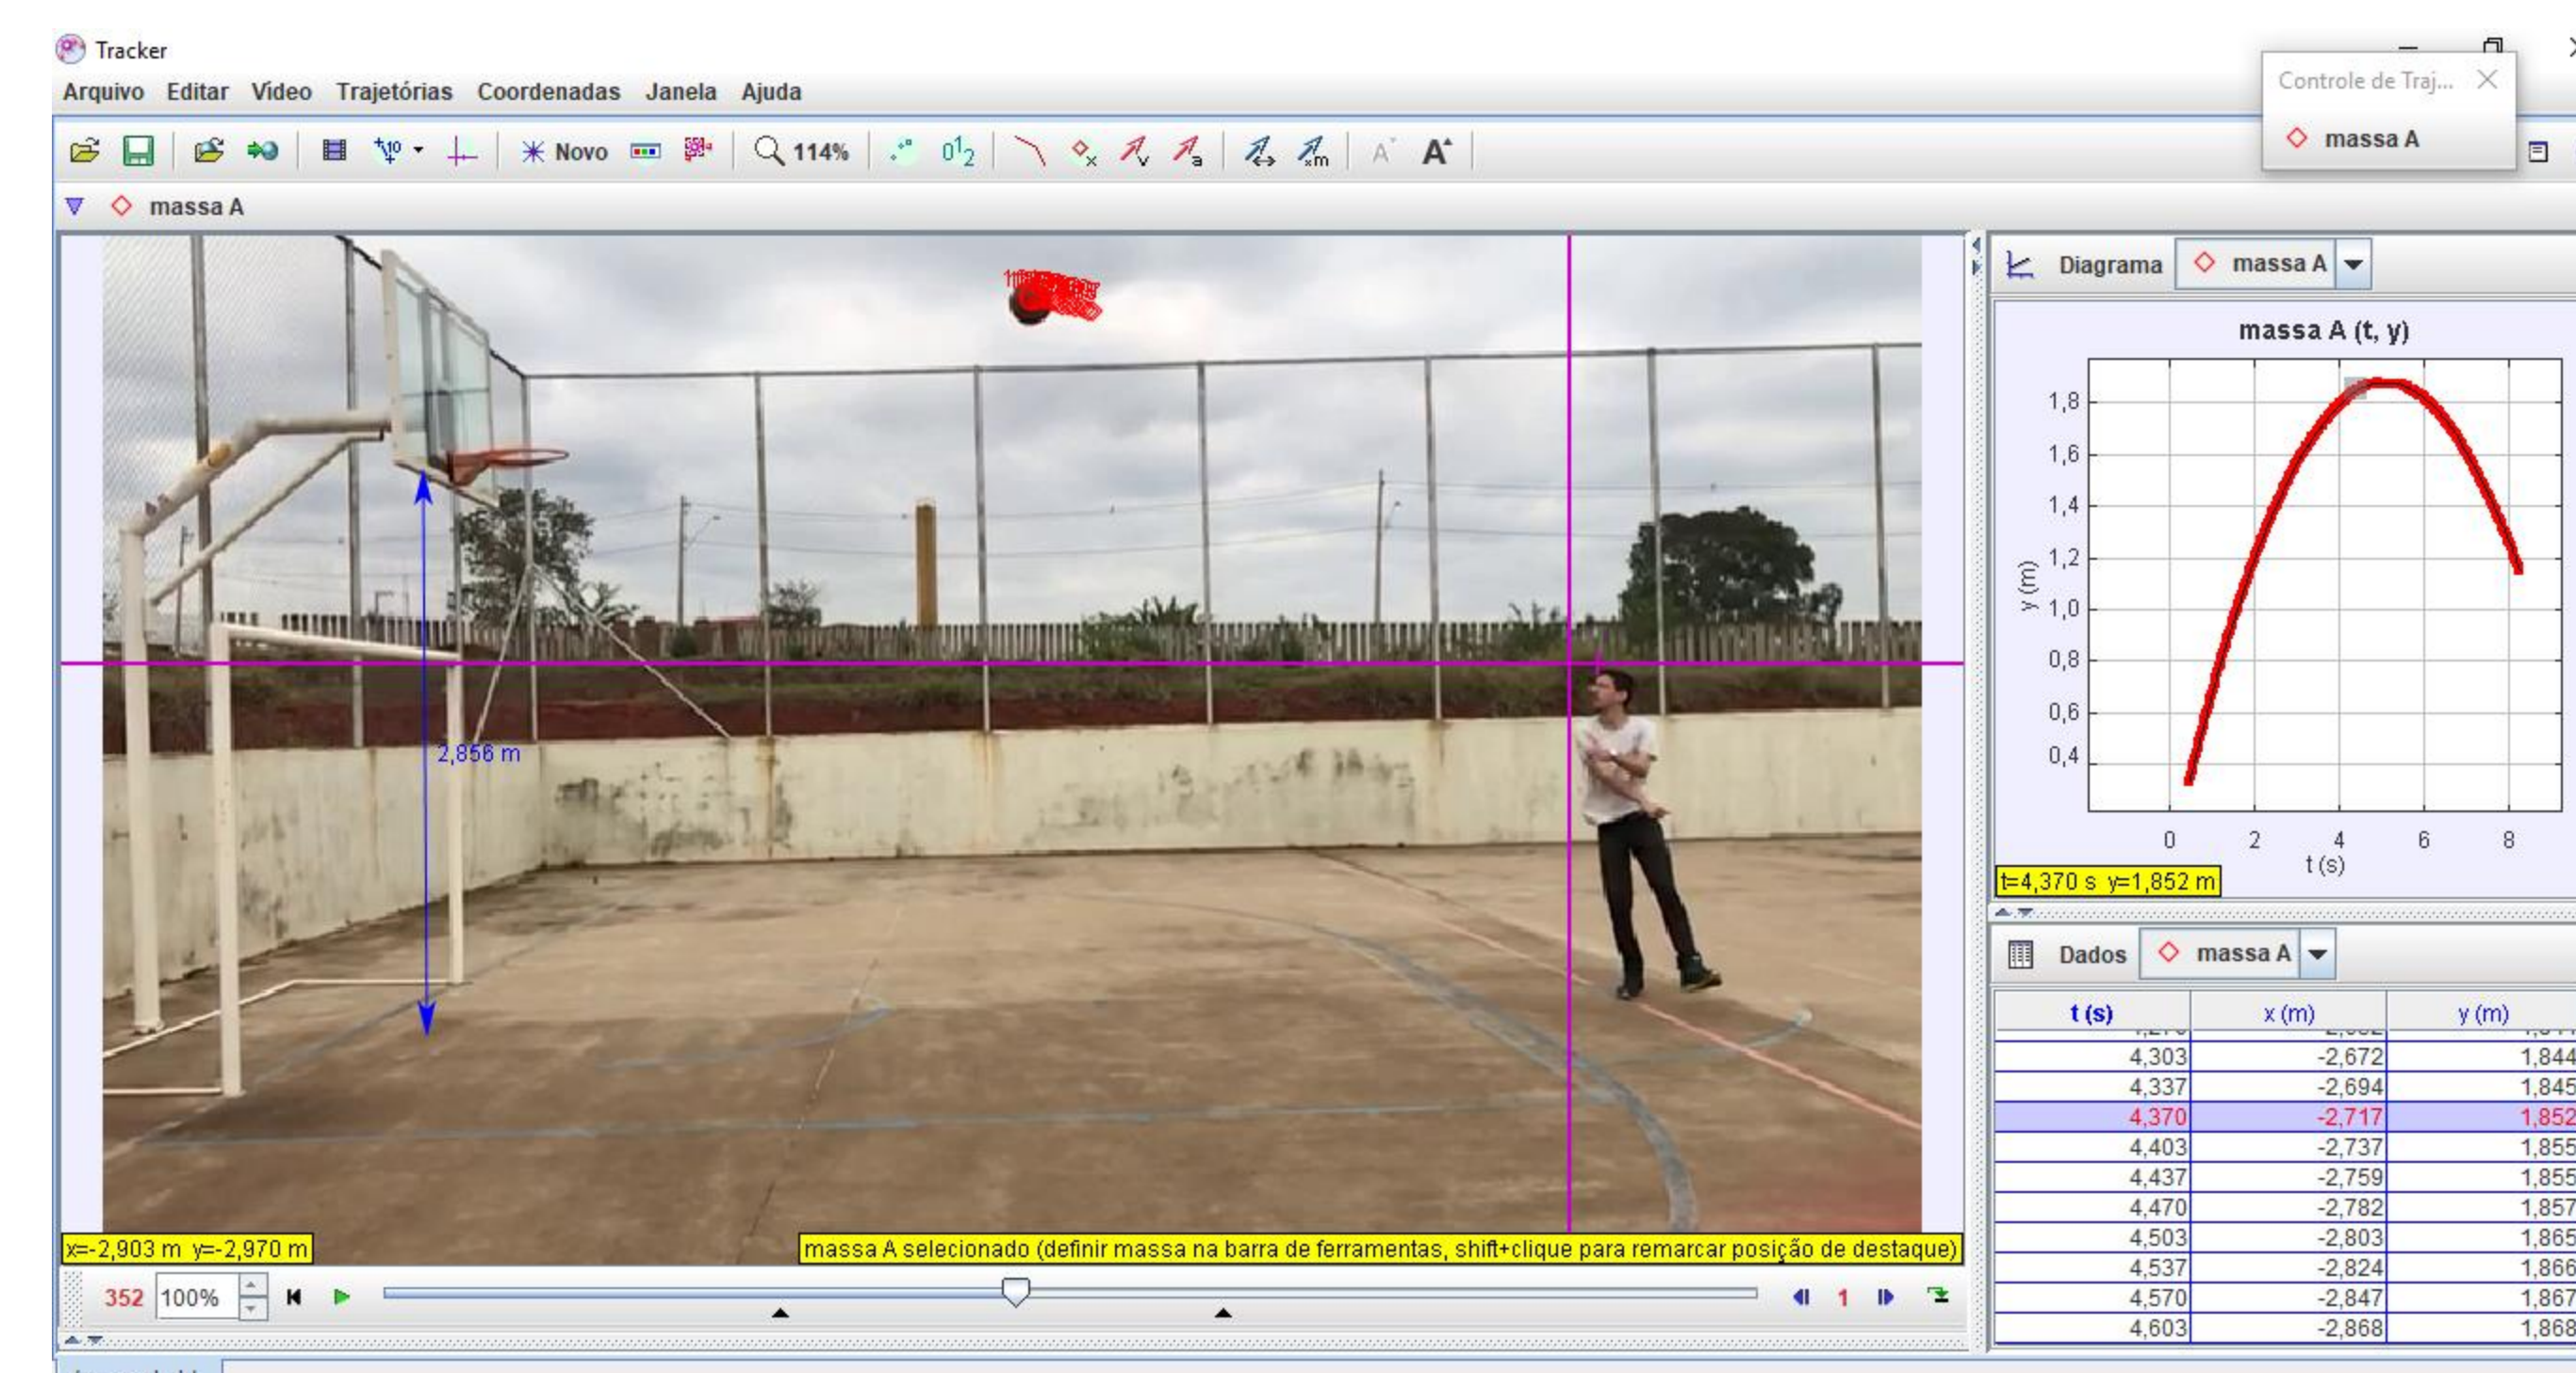 Tracker
Arquivo Editar Vídeo Trajetórias Coordenadas Janela Ajuda
Controle de Traj...
massa A
Novo 114%
massa A
2,856 m
x=-2,903 m y=-2,970 m
massa A selecionado (definir massa na barra de ferramentas, shift+clique para remarcar posição de destaque)
352 100% 1
Diagrama massa A
massa A (t, y)
1,8
1,6
1,4
1,2
1,0
0,8
0,6
0,4
y (m)
0 2 4 6 8
t (s)
t=4,370 s y=1,852 m
Dados massa A
t (s) x (m) y (m)
4,303 -2,672 1,844
4,337 -2,694 1,845
4,370 -2,717 1,852
4,403 -2,737 1,855
4,437 -2,759 1,855
4,470 -2,782 1,857
4,503 -2,803 1,865
4,537 -2,824 1,866
4,570 -2,847 1,867
4,603 -2,868 1,868